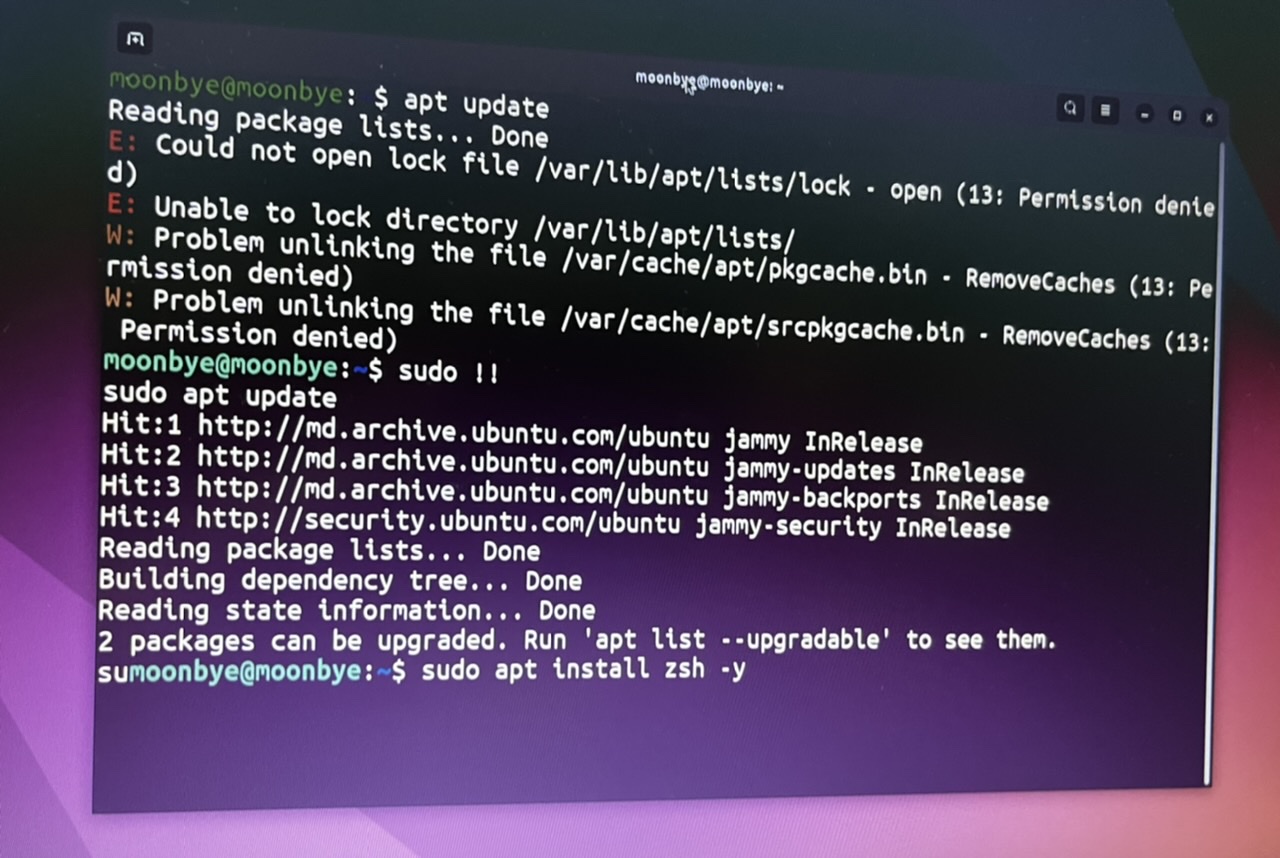 moonbye@moonbye: ~
moonbye@moonbye: $ apt update
Reading package lists... Done
E: Could not open lock file /var/lib/apt/lists/lock - open (13: Permission denie
d)
E: Unable to lock directory /var/lib/apt/lists/
W: Problem unlinking the file /var/cache/apt/pkgcache.bin - RemoveCaches (13: Pe
rmission denied)
W: Problem unlinking the file /var/cache/apt/srcpkgcache.bin - RemoveCaches (13:
 Permission denied)
moonbye@moonbye:~$ sudo !!
sudo apt update
Hit:1 http://md.archive.ubuntu.com/ubuntu jammy InRelease
Hit:2 http://md.archive.ubuntu.com/ubuntu jammy-updates InRelease
Hit:3 http://md.archive.ubuntu.com/ubuntu jammy-backports InRelease
Hit:4 http://security.ubuntu.com/ubuntu jammy-security InRelease
Reading package lists... Done
Building dependency tree... Done
Reading state information... Done
2 packages can be upgraded. Run 'apt list --upgradable' to see them.
sumoonbye@moonbye:~$ sudo apt install zsh -y